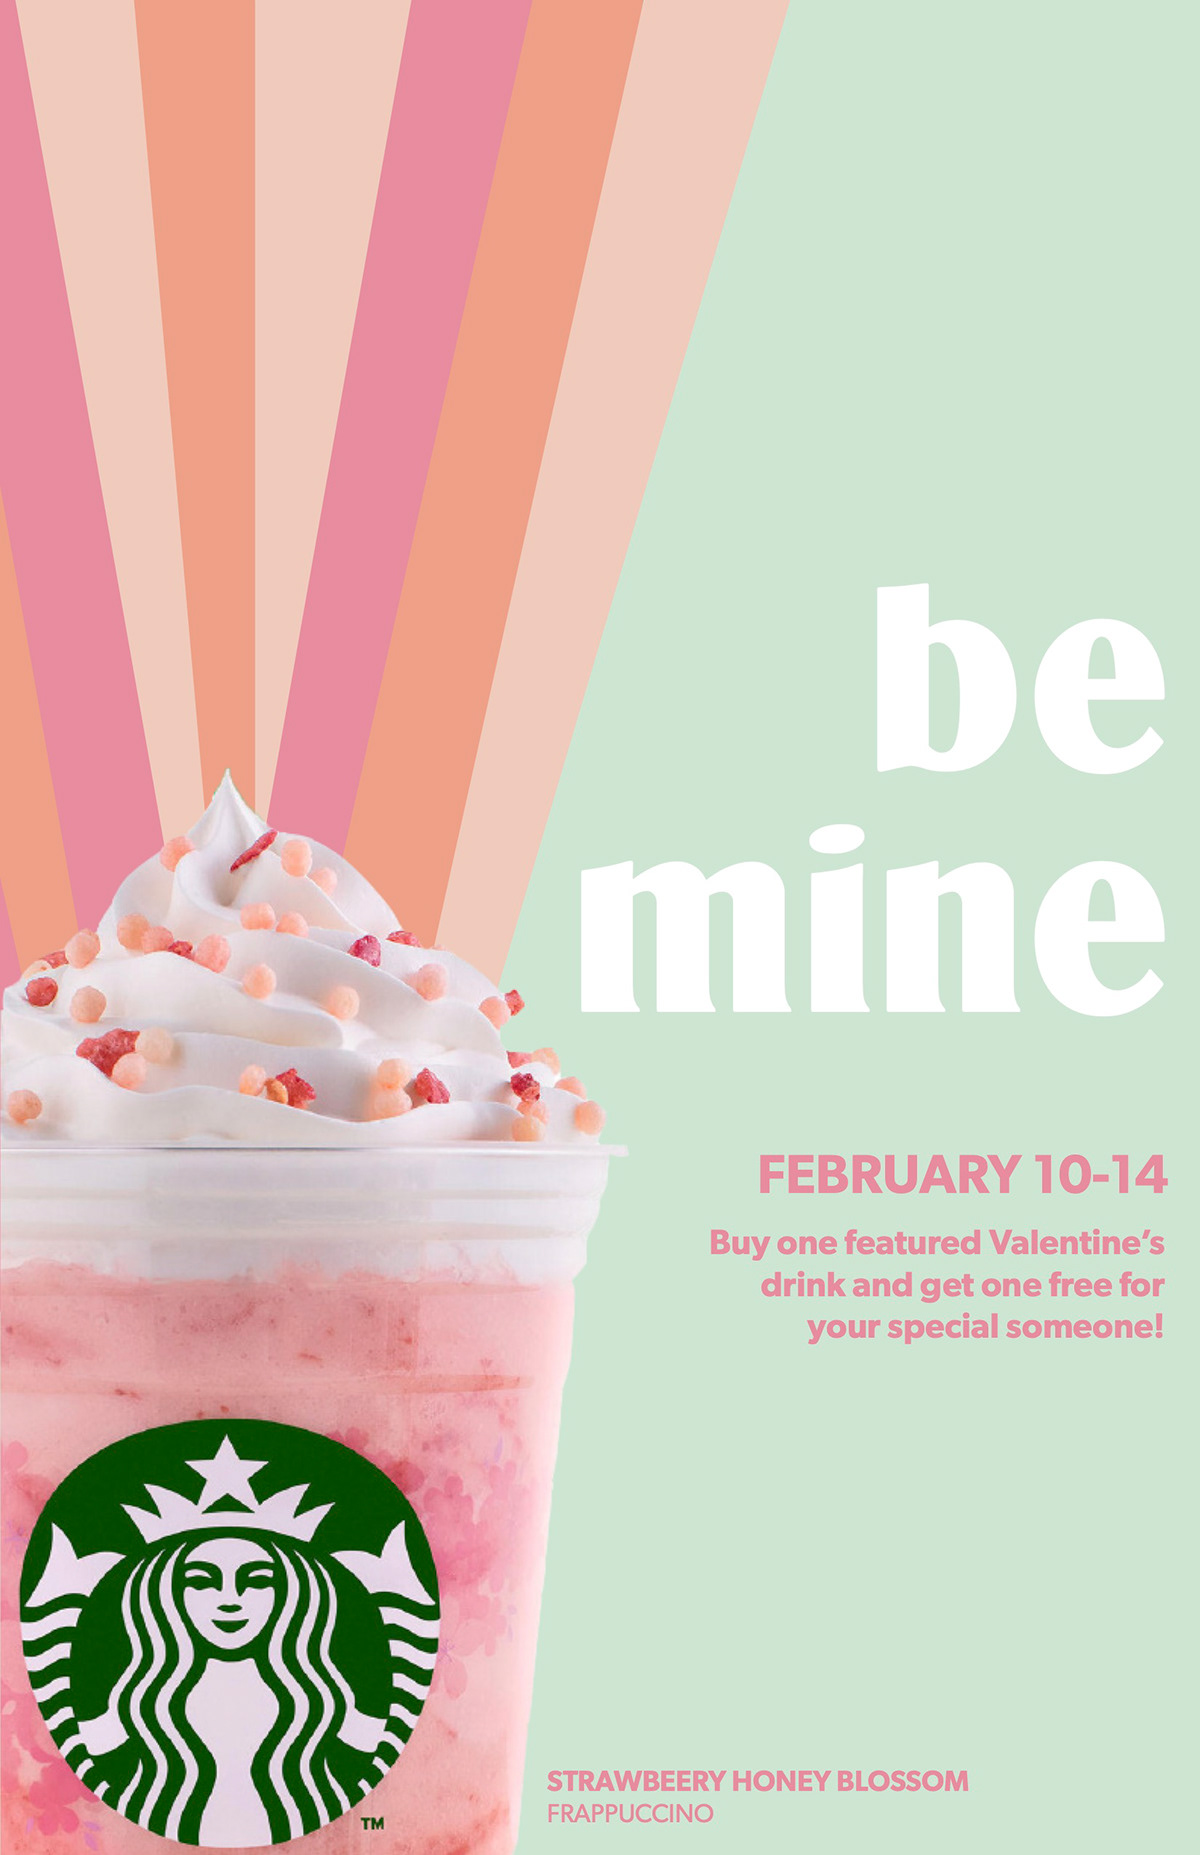 be
mine
FEBRUARY 10-14
Buy one featured Valentine's
drink and get one free for
your special someone!
STRAWBEERY HONEY BLOSSOM
FRAPPUCCINO
TM